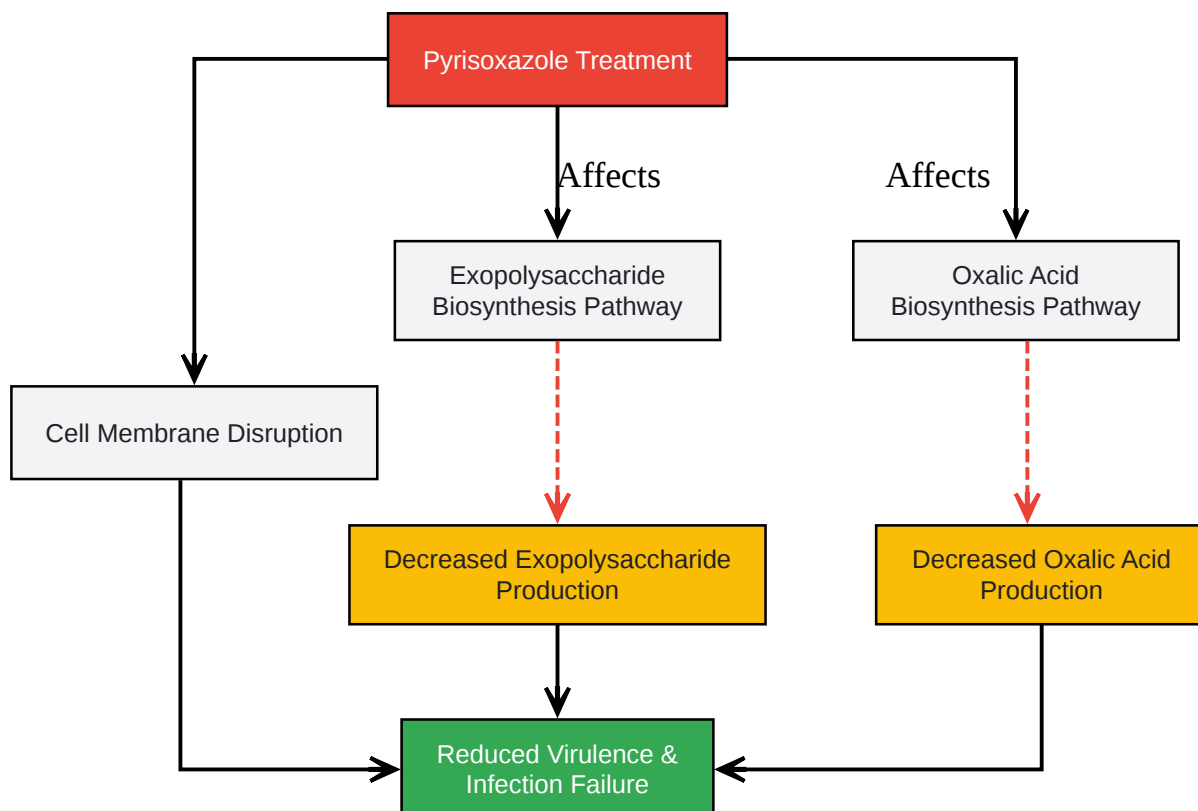 Pyrisoxazole Treatment
Affects
Affects
Exopolysaccharide
Biosynthesis Pathway
Oxalic Acid
Biosynthesis Pathway
Cell Membrane Disruption
Decreased Exopolysaccharide
Production
Decreased Oxalic Acid
Production
Reduced Virulence &
Infection Failure